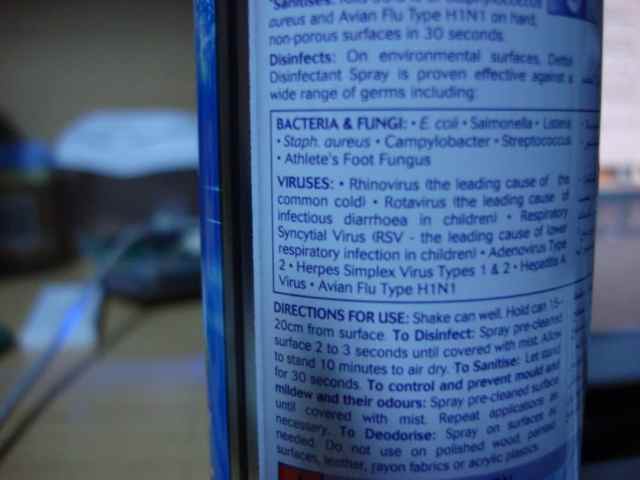 Sanitises: Kills 99.9% of Staphylococcus
aureus and Avian Flu Type H1N1 on hard,
non-porous surfaces in 30 seconds.
Disinfects: On environmental surfaces, Dettol
Disinfectant Spray is proven effective against a
wide range of germs including:
BACTERIA & FUNGI: • E. coli • Salmonella • Listeria
• Staph. aureus • Campylobacter • Streptococcus
• Athlete's Foot Fungus
VIRUSES: • Rhinovirus (the leading cause of the
common cold) • Rotavirus (the leading cause of
infectious diarrhoea in children) • Respiratory
Syncytial Virus (RSV - the leading cause of lower
respiratory infection in children) • Adenovirus Type
2 • Herpes Simplex Virus Types 1 & 2 • Hepatitis A
Virus • Avian Flu Type H1N1
DIRECTIONS FOR USE: Shake can well. Hold can 15-
20cm from surface. To Disinfect: Spray pre-cleaned
surface 2 to 3 seconds until covered with mist. Allow
to stand 10 minutes to air dry. To Sanitise: Let stand
for 30 seconds. To control and prevent mould and
mildew and their odours: Spray pre-cleaned surface
until covered with mist. Repeat applications as
necessary. To Deodorise: Spray on surfaces as
needed. Do not use on polished wood, painted
surfaces, leather, rayon fabrics or acrylic plastics.